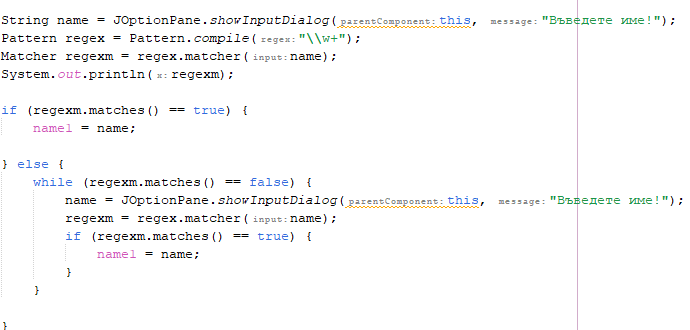 String name = JOptionPane.showInputDialog(parentComponent: this, message: "Въведете име!");
Pattern regex = Pattern.compile(regex: "\\w+");
Matcher regexm = regex.matcher(input: name);
System.out.println(x: regexm);
if (regexm.matches() == true) {
name1 = name;
} else {
while (regexm.matches() == false) {
name = JOptionPane.showInputDialog(parentComponent: this, message: "Въведете име!");
regexm = regex.matcher(input: name);
if (regexm.matches() == true) {
name1 = name;
}
}
}